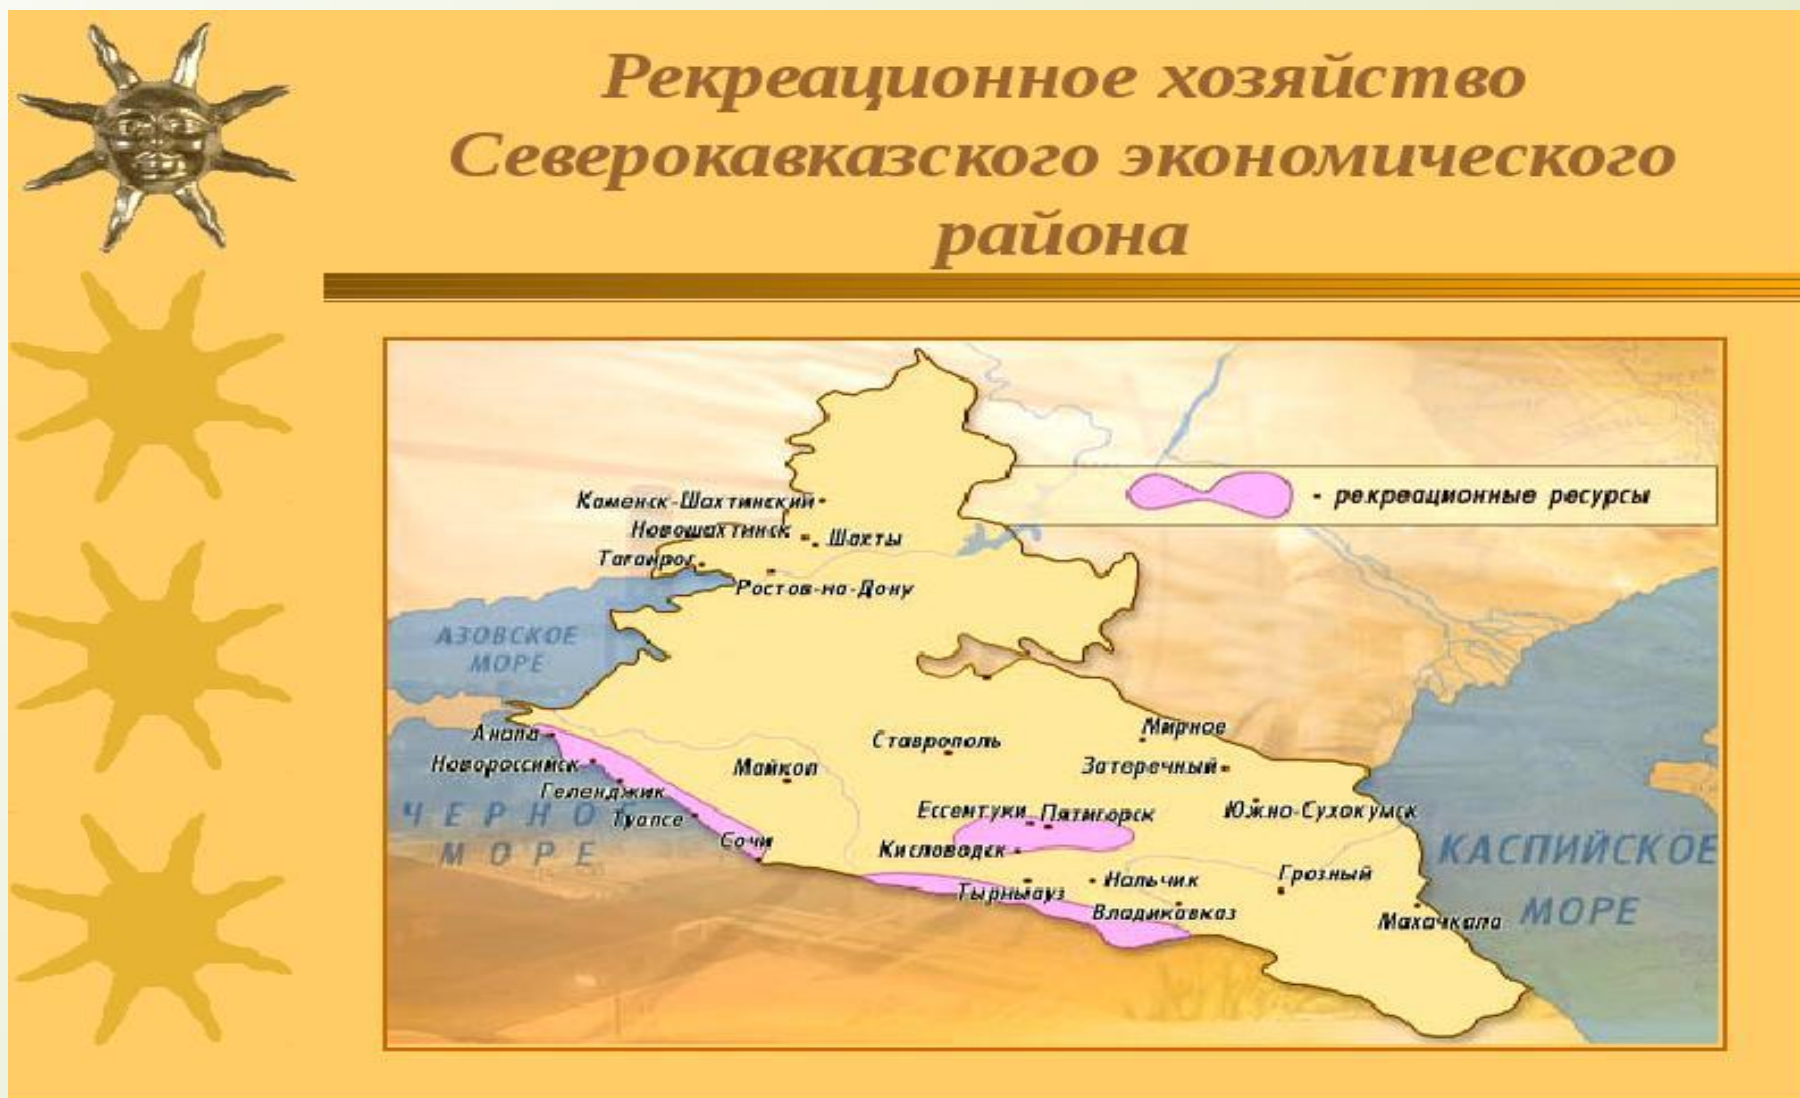 Рекреационное хозяйство
Северокавказского экономического
района
Каменск-Шахтинский
- рекреационные ресурсы
Новошахтинск
Шахты
Таганрог
Ростов-на-Дону
АЗОВСКОЕ
МОРЕ
Анапа
Ставрополь
Мирное
Новороссийск
Майкоп
Затеречный
Геленджик
ЧЕРНОЕ
Туапсе
Ессентуки
Пятигорск
Южно-Сухокумск
Сочи
МОРЕ
Кисловодск
КАСПИЙСКОЕ
МОРЕ
Тырныауз
Нальчик
Грозный
Владикавказ
Махачкала